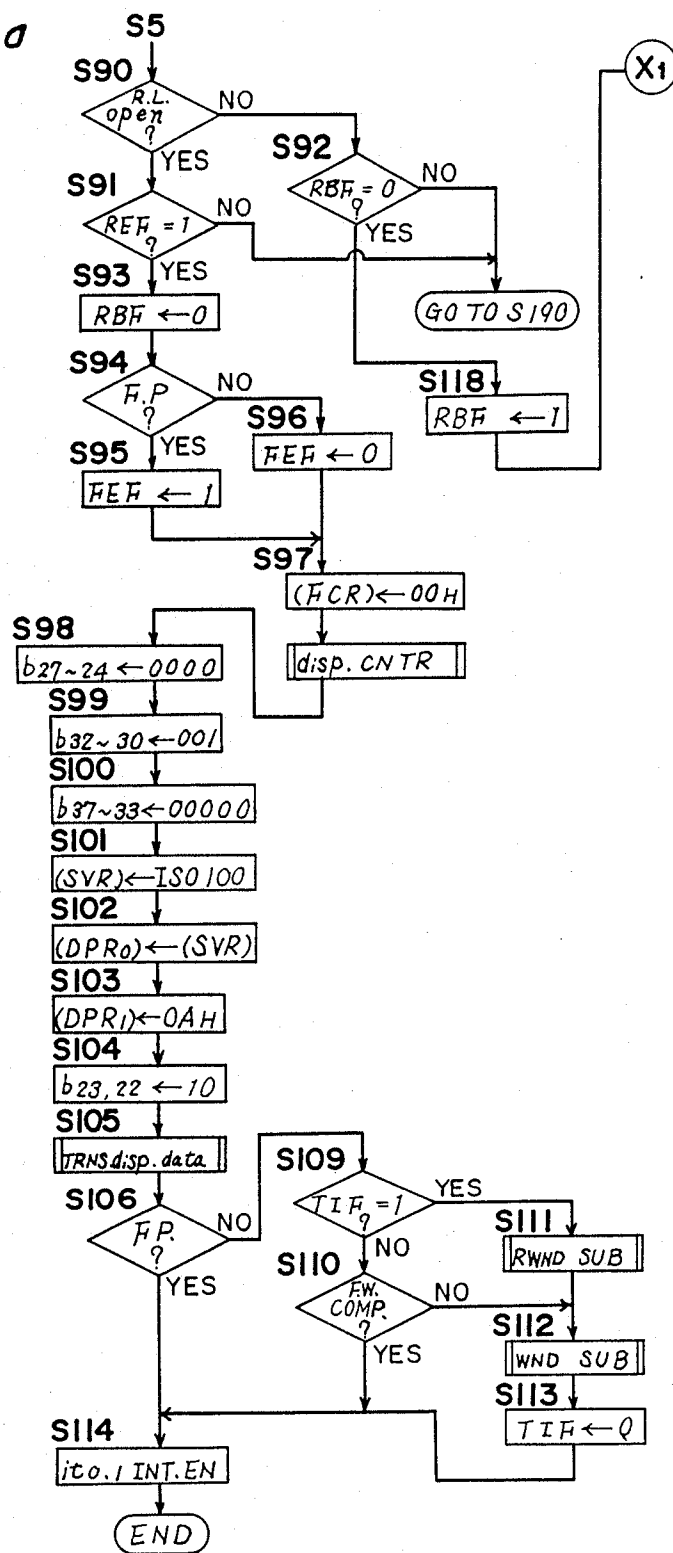 a
S5
X1
S90
R.L.
open
?
NO
YES
S92
RBF = 0
?
NO
YES
S91
REF = 1
?
NO
YES
GO TO S190
S93
RBF ← 0
S118
RBF ← 1
S94
F.P
?
NO
YES
S96
FEF ← 0
S95
FEF ← 1
S97
(FCR) ← 00H
disp. CNTR
S98
b27~24 ← 0000
S99
b32~30 ← 001
S100
b37~33 ← 00000
S101
(SVR) ← ISO 100
S102
(DPR0) ← (SVR)
S103
(DPR1) ← 0AH
S104
b23, 22 ← 10
S105
TRNS.disp.data
S106
F.P.
?
NO
YES
S109
TIF = 1
?
YES
NO
S111
RWND SUB
S110
F.W.
COMP.
?
NO
YES
S112
WND SUB
S113
TIF ← 0
S114
it0.1 INT.EN
END